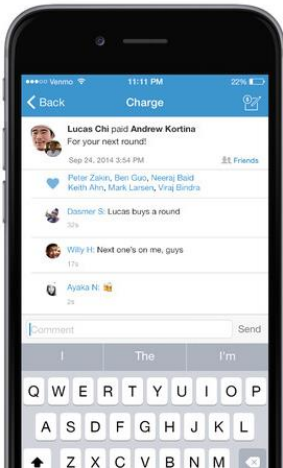 Venmo 11:11 PM 22%
Back Charge
Lucas Chi paid Andrew Kortina
For your next round!
Sep 24, 2014 3:54 PM Friends
Peter Zakin, Ben Guo, Neeraj Baid
Keith Ahn, Mark Larsen, Viraj Bindra
Dasmer S: Lucas buys a round
32s
Willy H: Next one's on me, guys
17s
Ayaka N: 🍻
2s
Comment Send
I The I'm
Q W E R T Y U I O P
A S D F G H J K L
Z X C V B N M